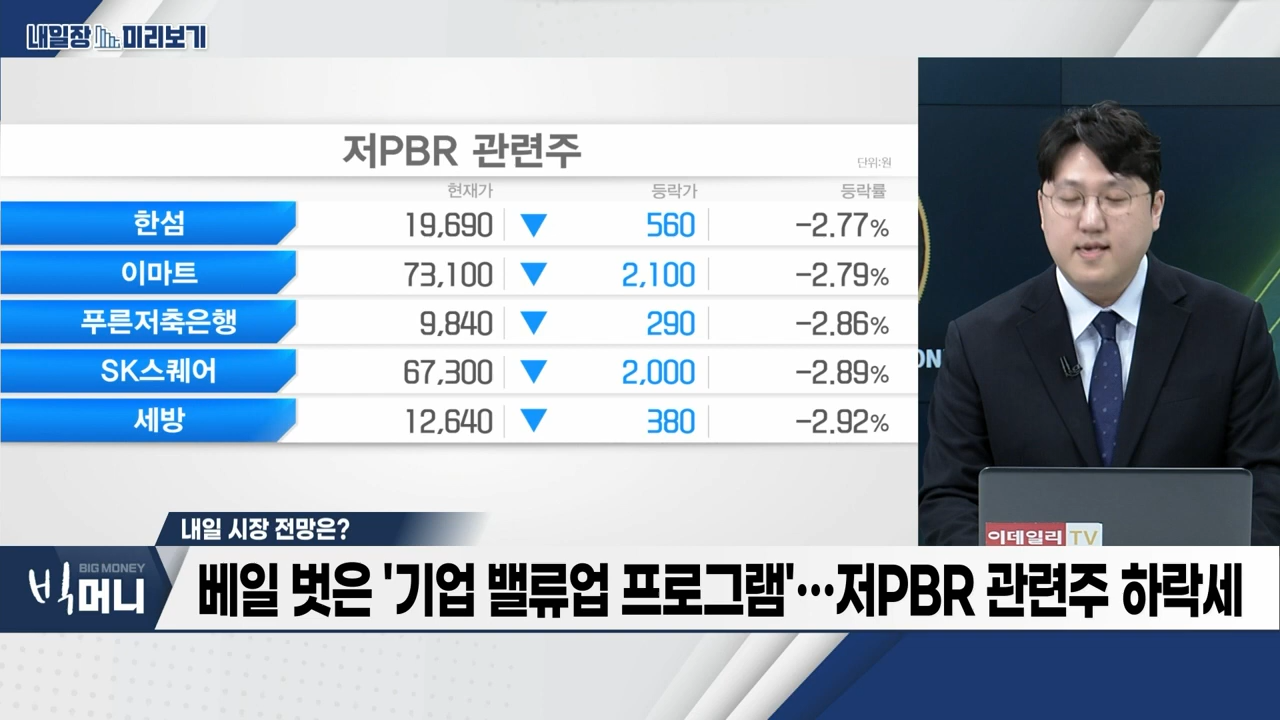 내일장 미리보기
저PBR 관련주
단위:원
현재가 등락가 등락률
한섬 19,690 ▼ 560 -2.77%
이마트 73,100 ▼ 2,100 -2.79%
푸른저축은행 9,840 ▼ 290 -2.86%
SK스퀘어 67,300 ▼ 2,000 -2.89%
세방 12,640 ▼ 380 -2.92%
ON
이데일리 TV
내일 시장 전망은?
BIG MONEY
빅머니
베일 벗은 '기업 밸류업 프로그램'…저PBR 관련주 하락세